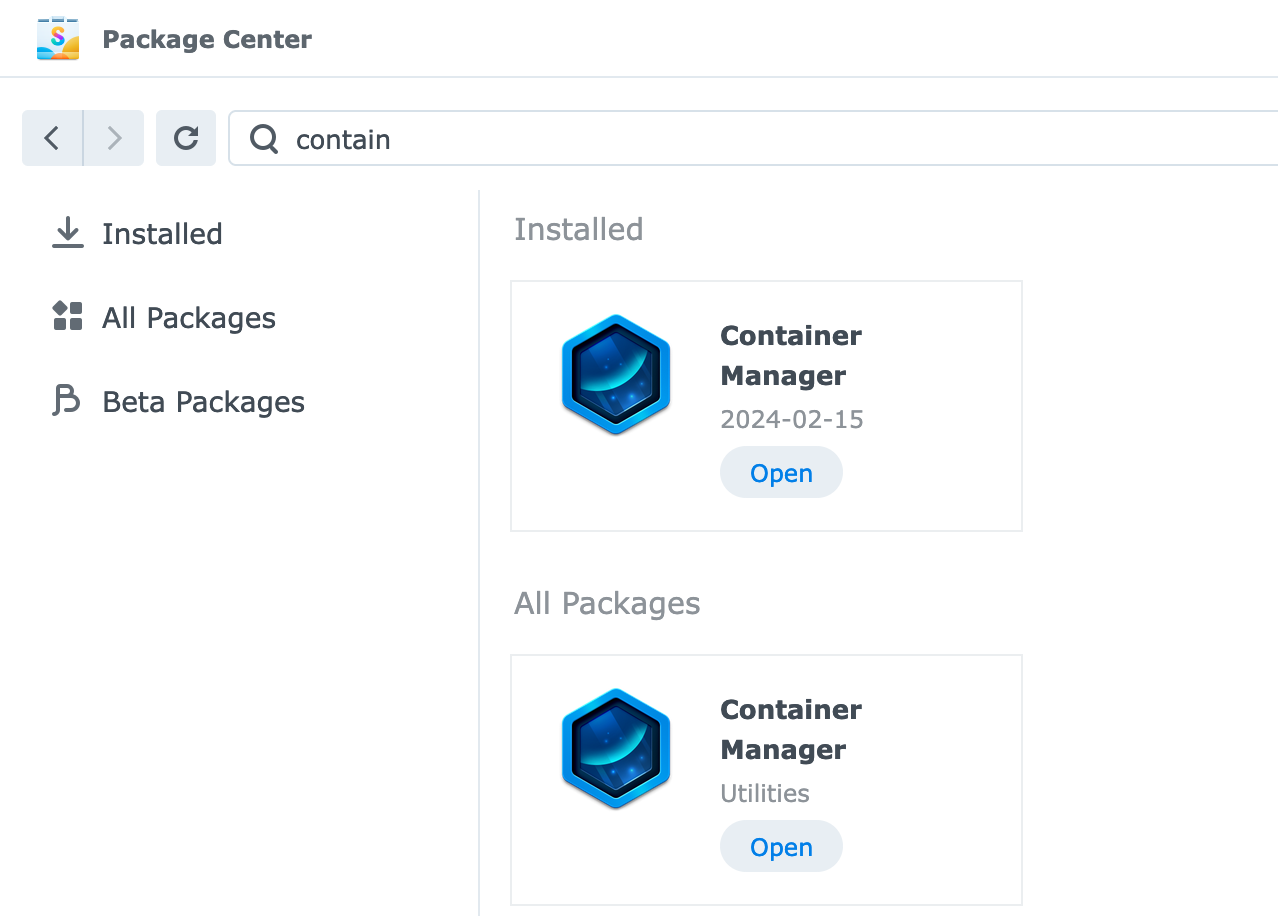 Package Center
contain
Installed
All Packages
Beta Packages
Installed
Container
Manager
2024-02-15
Open
All Packages
Container
Manager
Utilities
Open